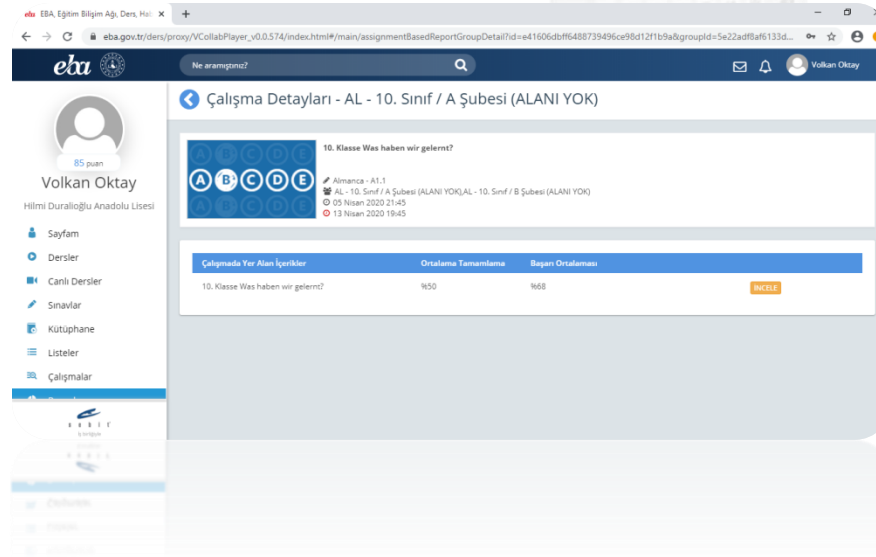 eba EBA, Eğitim Bilişim Ağı, Ders, Hab
eba.gov.tr/ders/proxy/VCollabPlayer_v0.0.574/index.html#/main/assignmentBasedReportGroupDetail?id=e41606dbff6488739496ce98d12f1b9a&groupId=5e22adf8af6133d...
eba
Ne aramıştınız?
Volkan Oktay
Çalışma Detayları - AL - 10. Sınıf / A Şubesi (ALANI YOK)
85 puan
Volkan Oktay
Hilmi Duralioğlu Anadolu Lisesi
Sayfam
Dersler
Canlı Dersler
Sınavlar
Kütüphane
Listeler
Çalışmalar
A B C D E
A B C D E
A B C D E
10. Klasse Was haben wir gelernt?
Almanca - A1.1
AL - 10. Sınıf / A Şubesi (ALANI YOK),AL - 10. Sınıf / B Şubesi (ALANI YOK)
05 Nisan 2020 21:45
13 Nisan 2020 19:45
Çalışmada Yer Alan İçerikler Ortalama Tamamlama Başarı Ortalaması
10. Klasse Was haben wir gelernt? %50 %68 İNCELE